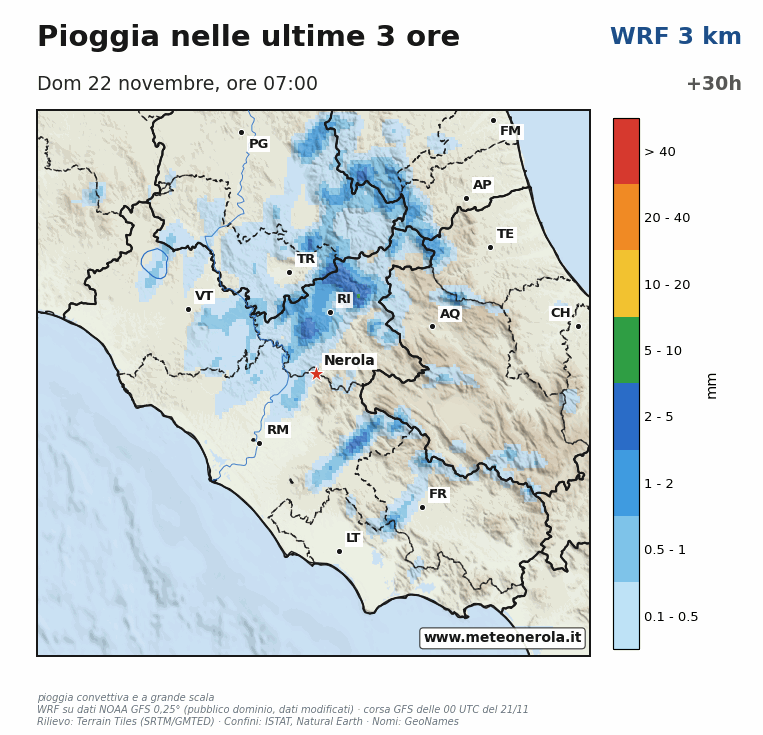 Pioggia nelle ultime 3 ore
WRF 3 km
Dom 22 novembre, ore 07:00
+30h
PG
FM
AP
TE
TR
VT
RI
AQ
CH
Nerola
RM
FR
LT
www.meteonerola.it
> 40
20 - 40
10 - 20
5 - 10
2 - 5
1 - 2
0.5 - 1
0.1 - 0.5
mm
pioggia convettiva e a grande scala
WRF su dati NOAA GFS 0,25° (pubblico dominio, dati modificati) · corsa GFS delle 00 UTC del 21/11
Rilievo: Terrain Tiles (SRTM/GMTED) · Confini: ISTAT, Natural Earth · Nomi: GeoNames